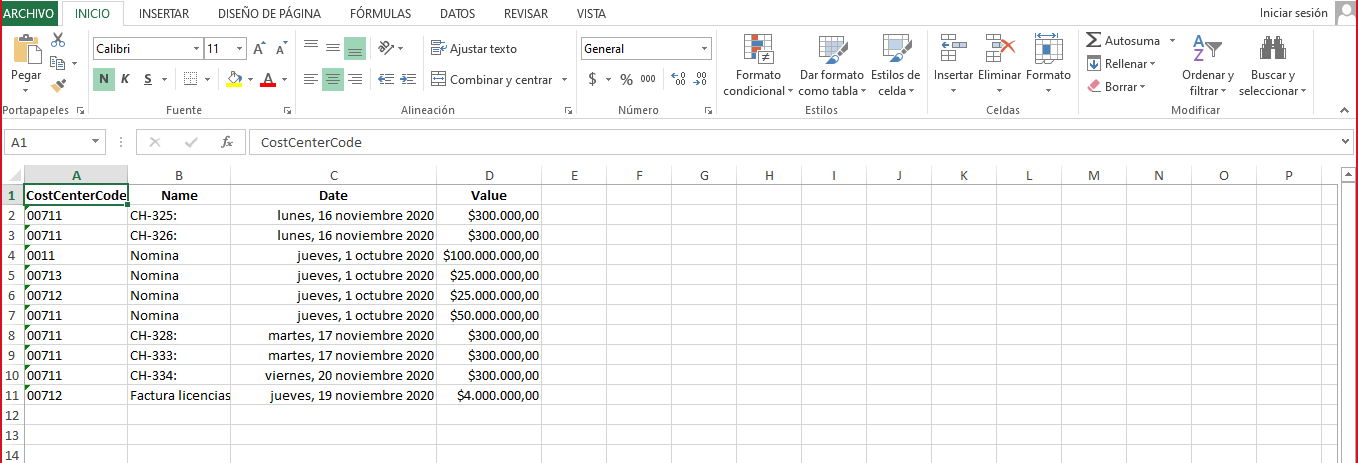 ARCHIVO INICIO INSERTAR DISEÑO DE PÁGINA FÓRMULAS DATOS REVISAR VISTA Iniciar sesión
Pegar
Portapapeles
Calibri 11
N K S A A A
Fuente
Ajustar texto
Combinar y centrar
Alineación
General
$ % 000
Número
Formato condicional
Dar formato como tabla
Estilos de celda
Estilos
Insertar Eliminar Formato
Celdas
Autosuma
Rellenar
Borrar
Ordenar y filtrar
Buscar y seleccionar
Modificar
A1 fx CostCenterCode
A B C D E F G H I J K L M N O P
1 CostCenterCode Name Date Value
2 00711 CH-325: lunes, 16 noviembre 2020 $300.000,00
3 00711 CH-326: lunes, 16 noviembre 2020 $300.000,00
4 0011 Nomina jueves, 1 octubre 2020 $100.000.000,00
5 00713 Nomina jueves, 1 octubre 2020 $25.000.000,00
6 00712 Nomina jueves, 1 octubre 2020 $25.000.000,00
7 00711 Nomina jueves, 1 octubre 2020 $50.000.000,00
8 00711 CH-328: martes, 17 noviembre 2020 $300.000,00
9 00711 CH-333: martes, 17 noviembre 2020 $300.000,00
10 00711 CH-334: viernes, 20 noviembre 2020 $300.000,00
11 00712 Factura licencias jueves, 19 noviembre 2020 $4.000.000,00
12
13
14